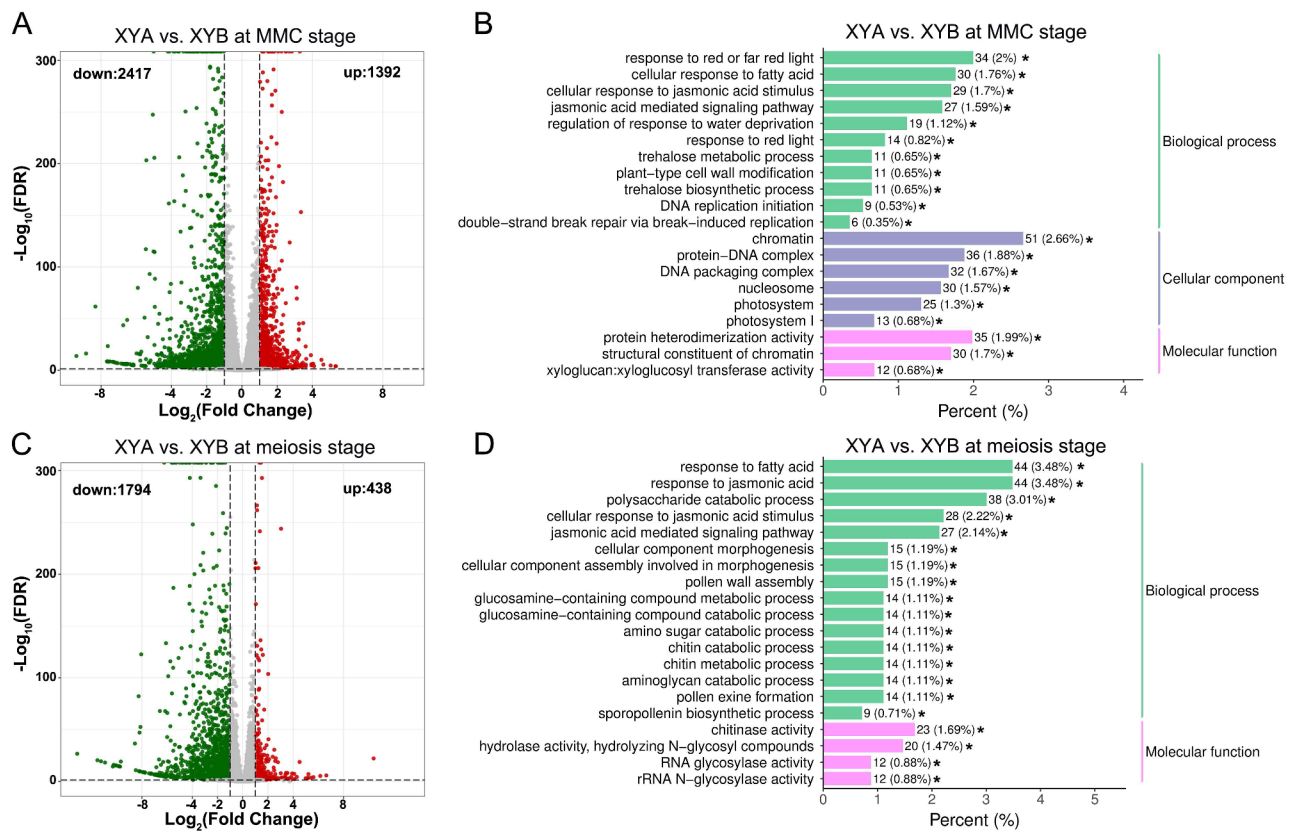 A
XYA vs. XYB at MMC stage
down:2417
up:1392
300
200
100
0
-Log10(FDR)
-8 -4 -2 0 2 4 8
Log2(Fold Change)
B
XYA vs. XYB at MMC stage
response to red or far red light 34 (2%) *
cellular response to fatty acid 30 (1.76%) *
cellular response to jasmonic acid stimulus 29 (1.7%) *
jasmonic acid mediated signaling pathway 27 (1.59%) *
regulation of response to water deprivation 19 (1.12%) *
response to red light 14 (0.82%) *
trehalose metabolic process 11 (0.65%) *
plant−type cell wall modification 11 (0.65%) *
trehalose biosynthetic process 11 (0.65%) *
DNA replication initiation 9 (0.53%) *
double−strand break repair via break−induced replication 6 (0.35%) *
chromatin 51 (2.66%) *
protein−DNA complex 36 (1.88%) *
DNA packaging complex 32 (1.67%) *
nucleosome 30 (1.57%) *
photosystem 25 (1.3%) *
photosystem I 13 (0.68%) *
protein heterodimerization activity 35 (1.99%) *
structural constituent of chromatin 30 (1.7%) *
xyloglucan:xyloglucosyl transferase activity 12 (0.68%) *
Biological process
Cellular component
Molecular function
0 1 2 3 4
Percent (%)
C
XYA vs. XYB at meiosis stage
down:1794
up:438
300
200
100
0
-Log10(FDR)
-8 -4 -2 0 2 4 8
Log2(Fold Change)
D
XYA vs. XYB at meiosis stage
response to fatty acid 44 (3.48%) *
response to jasmonic acid 44 (3.48%) *
polysaccharide catabolic process 38 (3.01%) *
cellular response to jasmonic acid stimulus 28 (2.22%) *
jasmonic acid mediated signaling pathway 27 (2.14%) *
cellular component morphogenesis 15 (1.19%) *
cellular component assembly involved in morphogenesis 15 (1.19%) *
pollen wall assembly 15 (1.19%) *
glucosamine−containing compound metabolic process 14 (1.11%) *
glucosamine−containing compound catabolic process 14 (1.11%) *
amino sugar catabolic process 14 (1.11%) *
chitin catabolic process 14 (1.11%) *
chitin metabolic process 14 (1.11%) *
aminoglycan catabolic process 14 (1.11%) *
pollen exine formation 14 (1.11%) *
sporopollenin biosynthetic process 9 (0.71%) *
chitinase activity 23 (1.69%) *
hydrolase activity, hydrolyzing N−glycosyl compounds 20 (1.47%) *
RNA glycosylase activity 12 (0.88%) *
rRNA N−glycosylase activity 12 (0.88%) *
Biological process
Molecular function
0 1 2 3 4 5
Percent (%)